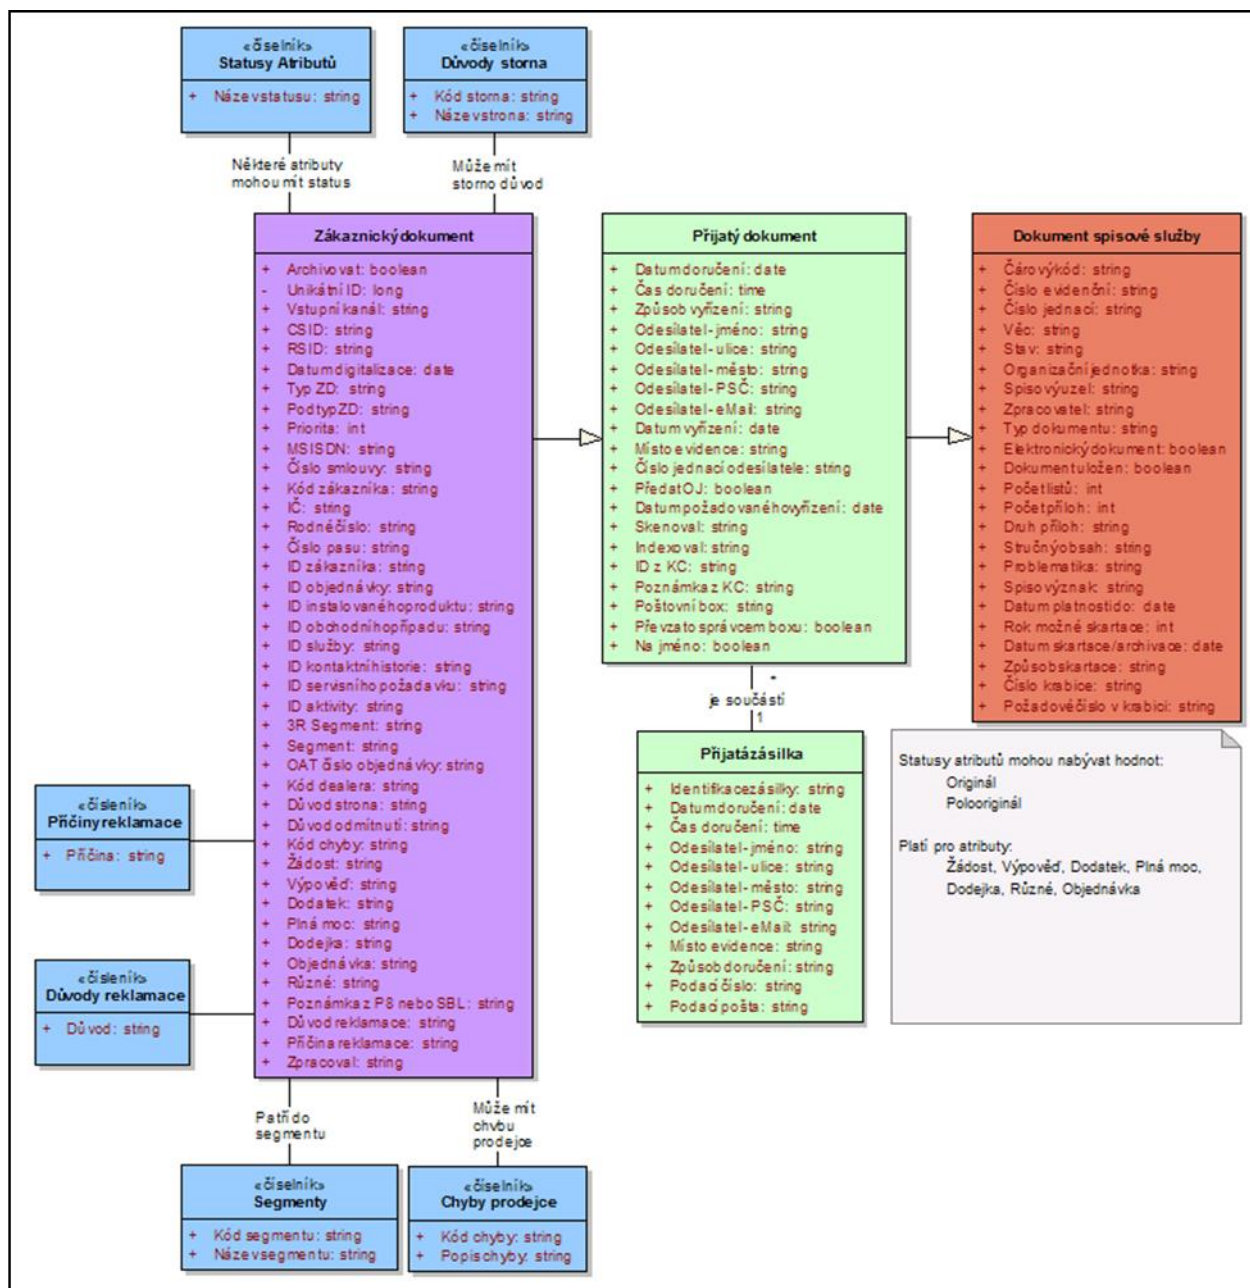 «číselník»
Statusy Atributů
+ Název statusu: string
«číselník»
Důvody storna
+ Kód storna: string
+ Název strona: string
Některé atributy
mohou mít status
Může mít
storno důvod
Zákaznický dokument
+ Archivovat: boolean
- Unikátní ID: long
+ Vstupní kanál: string
+ CSID: string
+ RSID: string
+ Datum digitalizace: date
+ Typ ZD: string
+ Podtyp ZD: string
+ Priorita: int
+ MSISDN: string
+ Číslo smlouvy: string
+ Kód zákazníka: string
+ IČ: string
+ Rodné číslo: string
+ Číslo pasu: string
+ ID zákazníka: string
+ ID objednávky: string
+ ID instalovaného produktu: string
+ ID obchodního případu: string
+ ID služby: string
+ ID kontaktní historie: string
+ ID servisního požadavku: string
+ ID aktivity: string
+ 3R Segment: string
+ Segment: string
+ OAT číslo objednávky: string
+ Kód dealera: string
+ Důvod strona: string
+ Důvod odmítnutí: string
+ Kód chyby: string
+ Žádost: string
+ Výpověď: string
+ Dodatek: string
+ Plná moc: string
+ Dodejka: string
+ Objednávka: string
+ Různé: string
+ Poznámka z P8 nebo SBL: string
+ Důvod reklamace: string
+ Příčina reklamace: string
+ Zpracoval: string
Přijatý dokument
+ Datum doručení: date
+ Čas doručení: time
+ Způsob vyřízení: string
+ Odesílatel - jméno: string
+ Odesílatel - ulice: string
+ Odesílatel - město: string
+ Odesílatel - PSČ: string
+ Odesílatel - eMail: string
+ Datum vyřízení: date
+ Místo evidence: string
+ Číslo jednací odesílatele: string
+ Předat OJ: boolean
+ Datum požadovaného vyřízení: date
+ Skenoval: string
+ Indexoval: string
+ ID z KC: string
+ Poznámka z KC: string
+ Poštovní box: string
+ Převzato správcem boxu: boolean
+ Na jméno: boolean
Dokument spisové služby
+ Čárový kód: string
+ Číslo evidenční: string
+ Číslo jednací: string
+ Věc: string
+ Stav: string
+ Organizační jednotka: string
+ Spisový uzel: string
+ Zpracovatel: string
+ Typ dokumentu: string
+ Elektronický dokument: boolean
+ Dokument uložen: boolean
+ Počet listů: int
+ Počet příloh: int
+ Druh příloh: string
+ Stručný obsah: string
+ Problematika: string
+ Spisový znak: string
+ Datum platnosti do: date
+ Rok možné skartace: int
+ Datum skartace/archivace: date
+ Způsob skartace: string
+ Číslo krabice: string
+ Požadové číslo v krabici: string
*
je součástí
1
Přijatá zásilka
+ Identifikace zásilky: string
+ Datum doručení: date
+ Čas doručení: time
+ Odesílatel - jméno: string
+ Odesílatel - ulice: string
+ Odesílatel - město: string
+ Odesílatel - PSČ: string
+ Odesílatel - eMail: string
+ Místo evidence: string
+ Způsob doručení: string
+ Podací číslo: string
+ Podací pošta: string
Statusy atributů mohou nabývat hodnot:
Originál
Polooriginál
Platí pro atributy:
Žádost, Výpověď, Dodatek, Plná moc,
Dodejka, Různé, Objednávka
«čísleník»
Příčiny reklamace
+ Příčina: string
«čísleník»
Důvody reklamace
+ Důvod: string
Patří do
segmentu
Může mít
chybu
prodejce
«číselník»
Segmenty
+ Kód segmentu: string
+ Název segmentu: string
«číselník»
Chyby prodejce
+ Kód chyby: string
+ Popis chyby: string